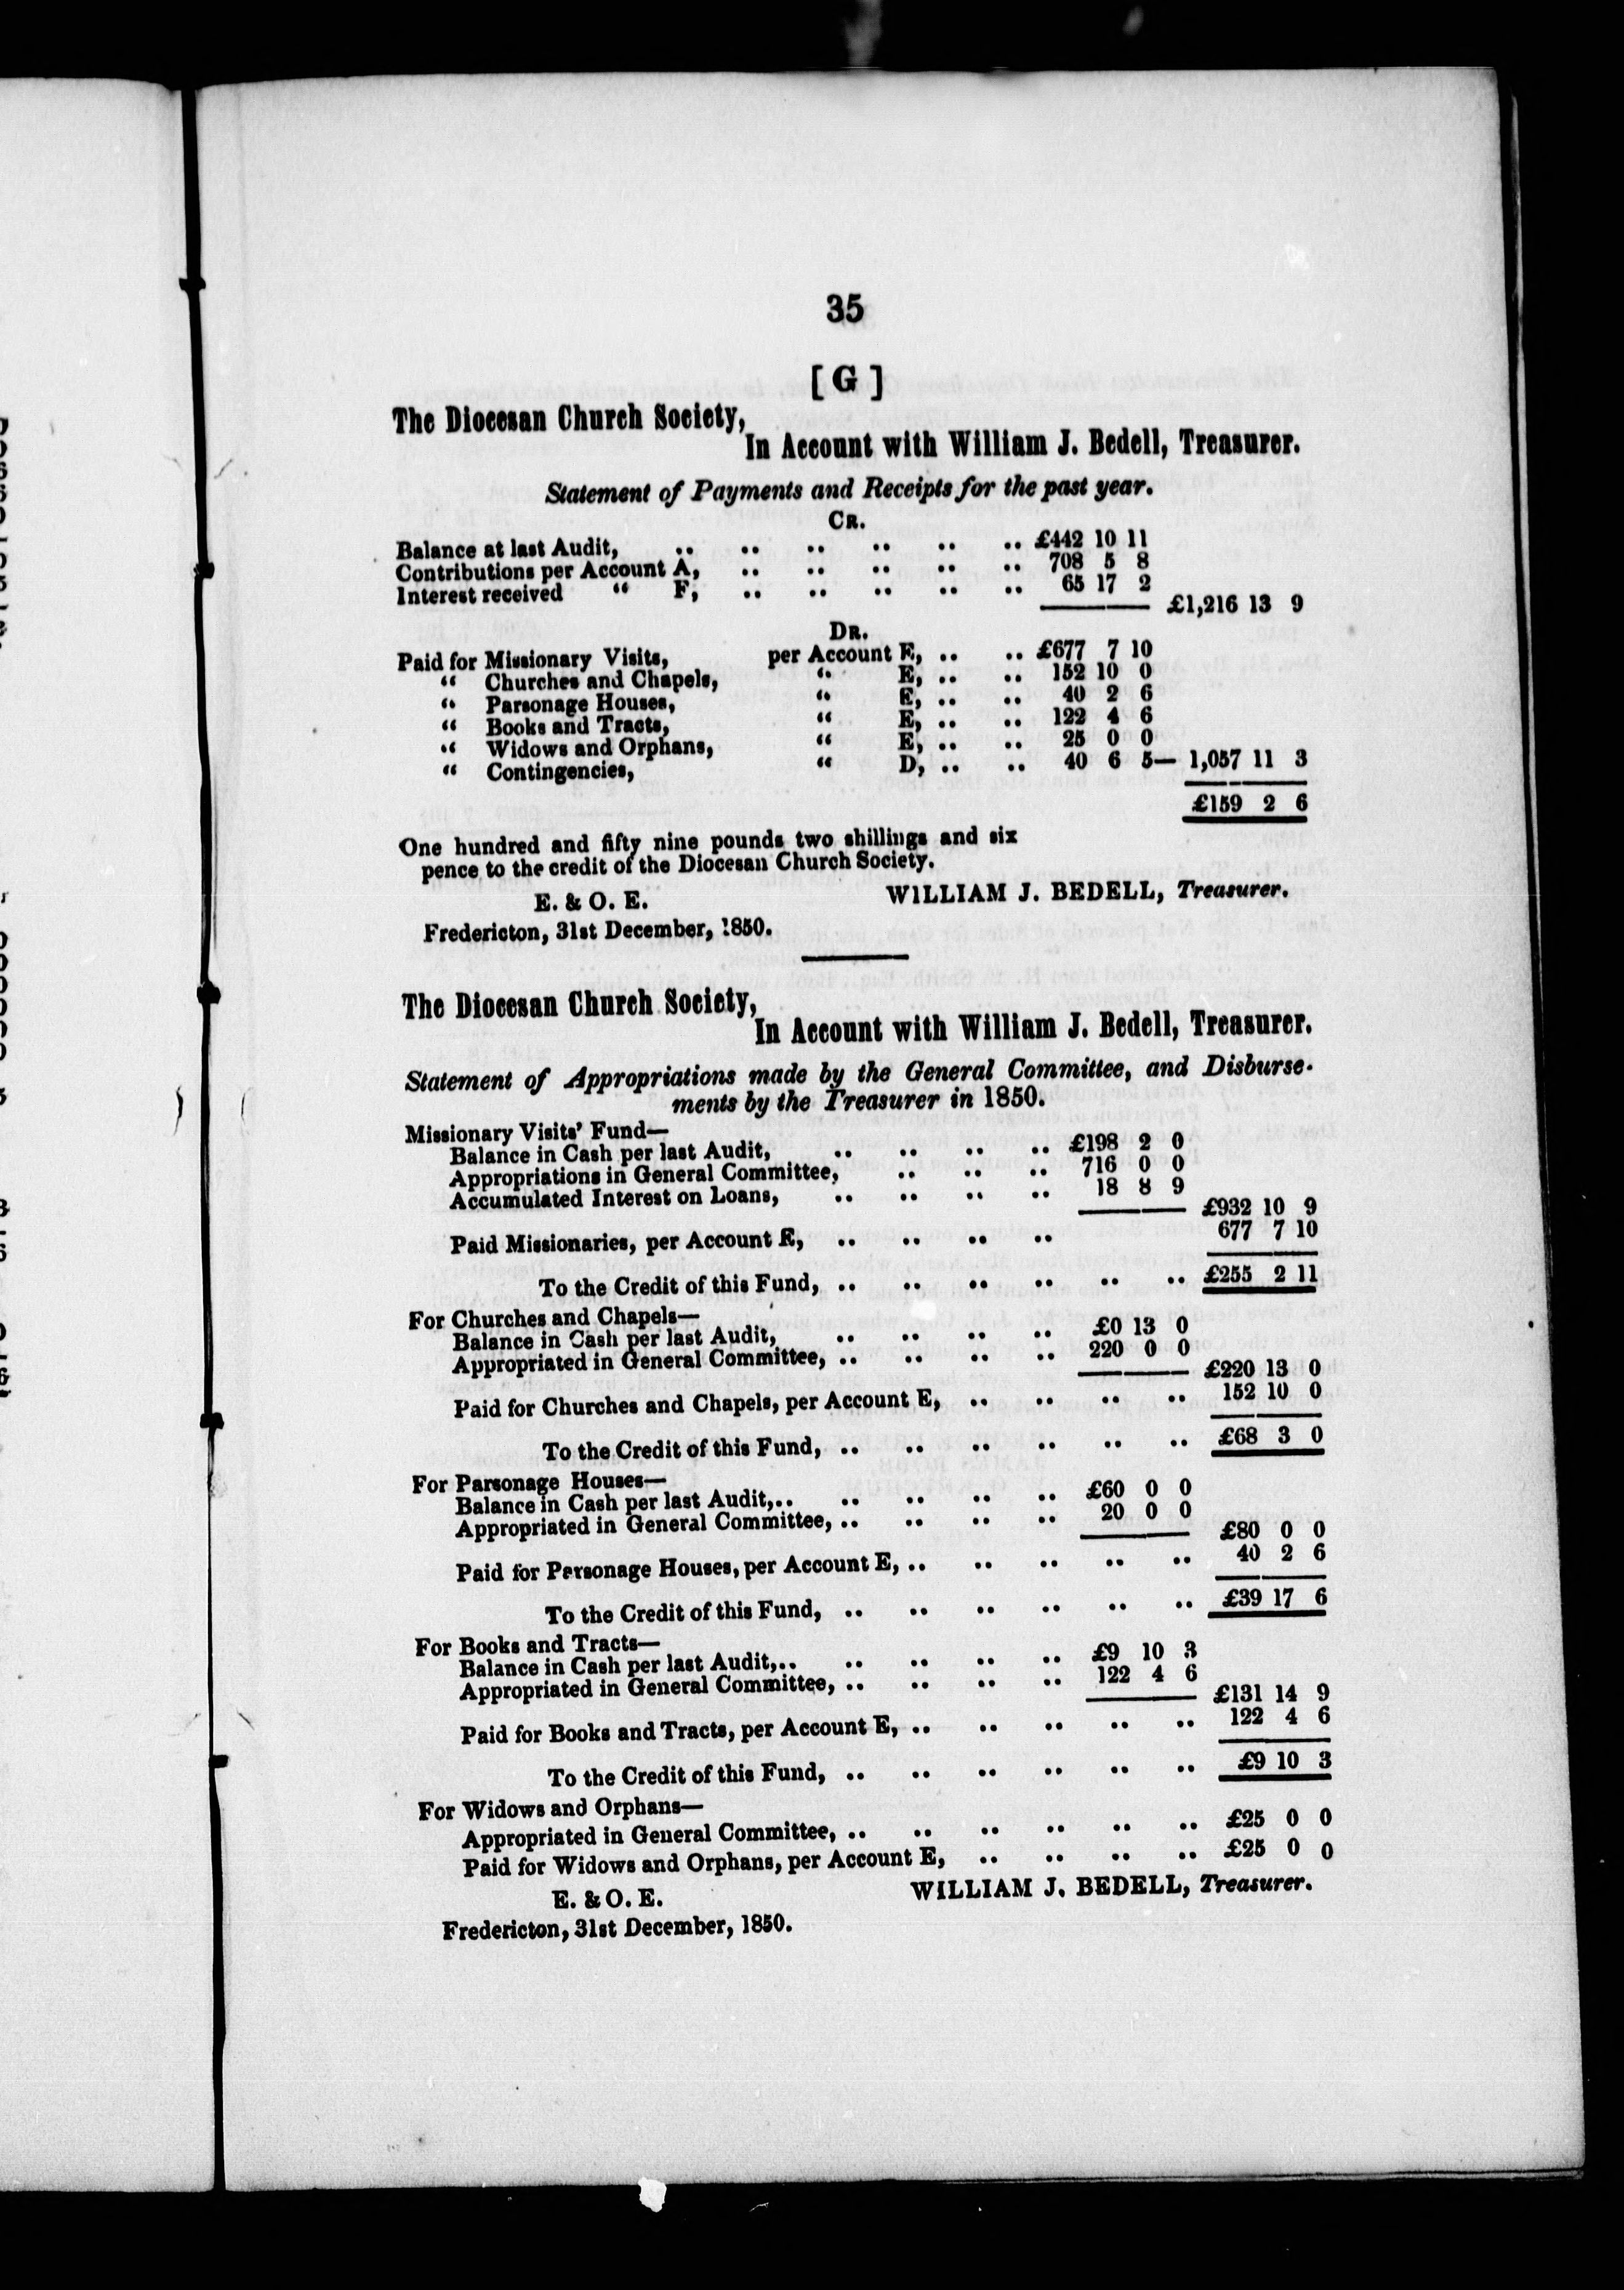 35
[ G ]
The Diocesan Church Society,
In Account with William J. Bedell, Treasurer.
Statement of Payments and Receipts for the past year.
CR.
Balance at last Audit, .. .. .. .. .. .. £442 10 11
Contributions per Account A, .. .. .. .. .. 708 5 8
Interest received “ F, .. .. .. .. .. 65 17 2
£1,216 13 9
DR.
Paid for Missionary Visits, per Account E, .. .. £677 7 10
“ Churches and Chapels, “ E, .. .. 152 10 0
“ Parsonage Houses, “ E, .. .. 40 2 6
“ Books and Tracts, “ E, .. .. 122 4 6
“ Widows and Orphans, “ E, .. .. 25 0 0
“ Contingencies, “ D, .. .. 40 6 5— 1,057 11 3
£159 2 6
One hundred and fifty nine pounds two shillings and six
pence to the credit of the Diocesan Church Society.
E. & O. E. WILLIAM J. BEDELL, Treasurer.
Fredericton, 31st December, 1850.
The Diocesan Church Society,
In Account with William J. Bedell, Treasurer.
Statement of Appropriations made by the General Committee, and Disburse-
ments by the Treasurer in 1850.
Missionary Visits' Fund—
Balance in Cash per last Audit, .. .. .. .. £198 2 0
Appropriations in General Committee, .. .. .. 716 0 0
Accumulated Interest on Loans, .. .. .. .. 18 8 9
£932 10 9
Paid Missionaries, per Account E, .. .. .. .. 677 7 10
To the Credit of this Fund, .. .. .. .. .. .. £255 2 11
For Churches and Chapels—
Balance in Cash per last Audit, .. .. .. .. £0 13 0
Appropriated in General Committee, .. .. .. .. 220 0 0
£220 13 0
Paid for Churches and Chapels, per Account E, .. .. .. .. 152 10 0
To the Credit of this Fund, .. .. .. .. .. .. £68 3 0
For Parsonage Houses—
Balance in Cash per last Audit, .. .. .. .. .. £60 0 0
Appropriated in General Committee, .. .. .. .. 20 0 0
£80 0 0
Paid for Parsonage Houses, per Account E, .. .. .. .. .. 40 2 6
To the Credit of this Fund, .. .. .. .. .. .. £39 17 6
For Books and Tracts—
Balance in Cash per last Audit, .. .. .. .. .. £9 10 3
Appropriated in General Committee, .. .. .. .. 122 4 6
£131 14 9
Paid for Books and Tracts, per Account E, .. .. .. .. .. 122 4 6
To the Credit of this Fund, .. .. .. .. .. .. £9 10 3
For Widows and Orphans—
Appropriated in General Committee, .. .. .. .. .. .. £25 0 0
Paid for Widows and Orphans, per Account E, .. .. .. .. £25 0 0
E. & O. E. WILLIAM J. BEDELL, Treasurer.
Fredericton, 31st December, 1850.